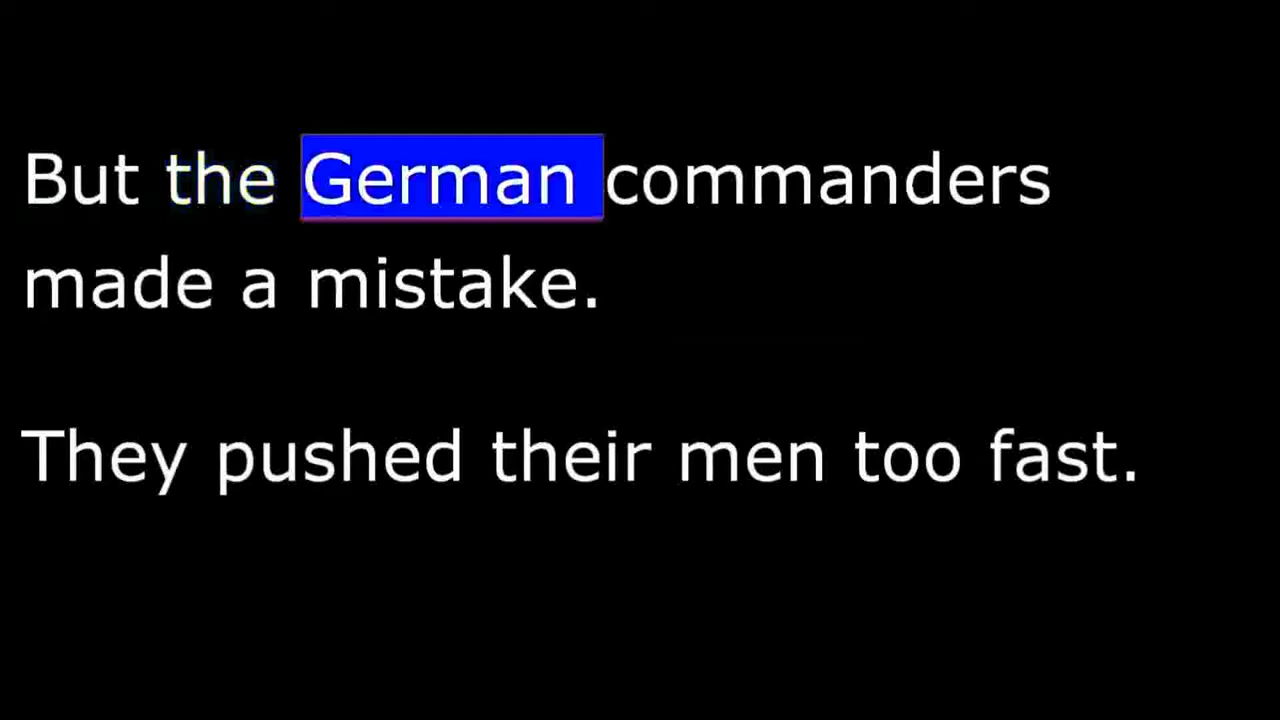 But the German commanders
made a mistake.
They pushed their men too fast.